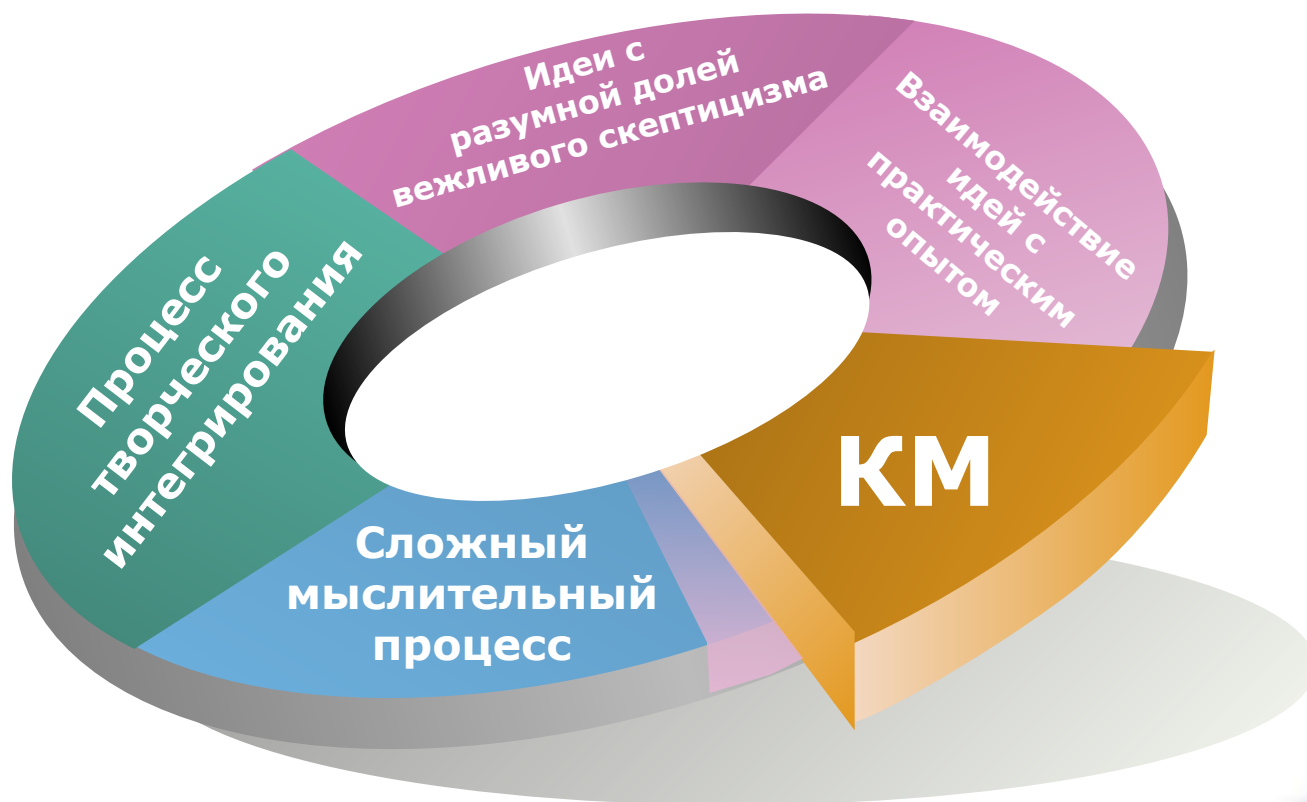 Идеи с
разумной долей
вежливого скептицизма
Взаимодействие
идей с
практическим
опытом
Процесс
творческого
интегрирования
КМ
Сложный
мыслительный
процесс